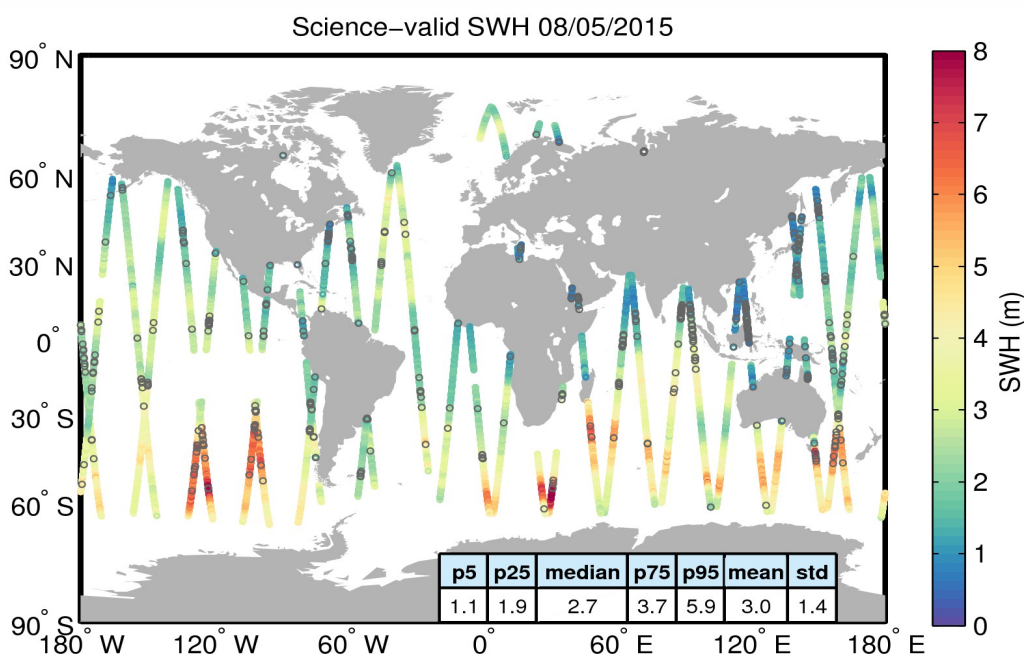 Science−valid SWH 08/05/2015
90° N
60° N
30° N
0°
30° S
60° S
90° S
180° W
120° W
60° W
0°
60° E
120° E
180° E
8
7
6
5
4
3
2
1
0
SWH (m)
p5 p25 median p75 p95 mean std
1.1 1.9 2.7 3.7 5.9 3.0 1.4